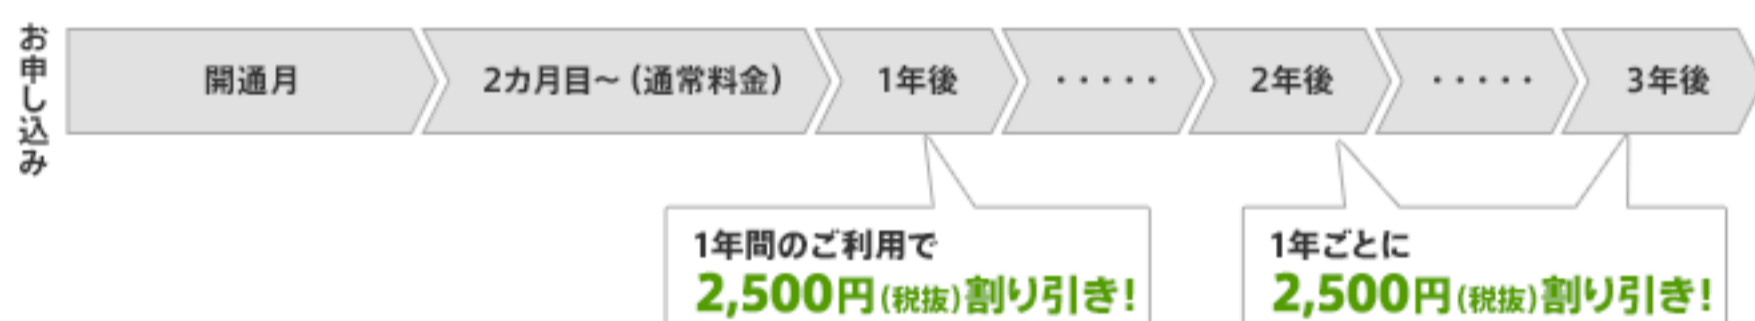 お申し込み
開通月
2カ月目～（通常料金）
1年後
・・・・・
2年後
・・・・・
3年後
1年間のご利用で
2,500円（税抜）割り引き！
1年ごとに
2,500円（税抜）割り引き！